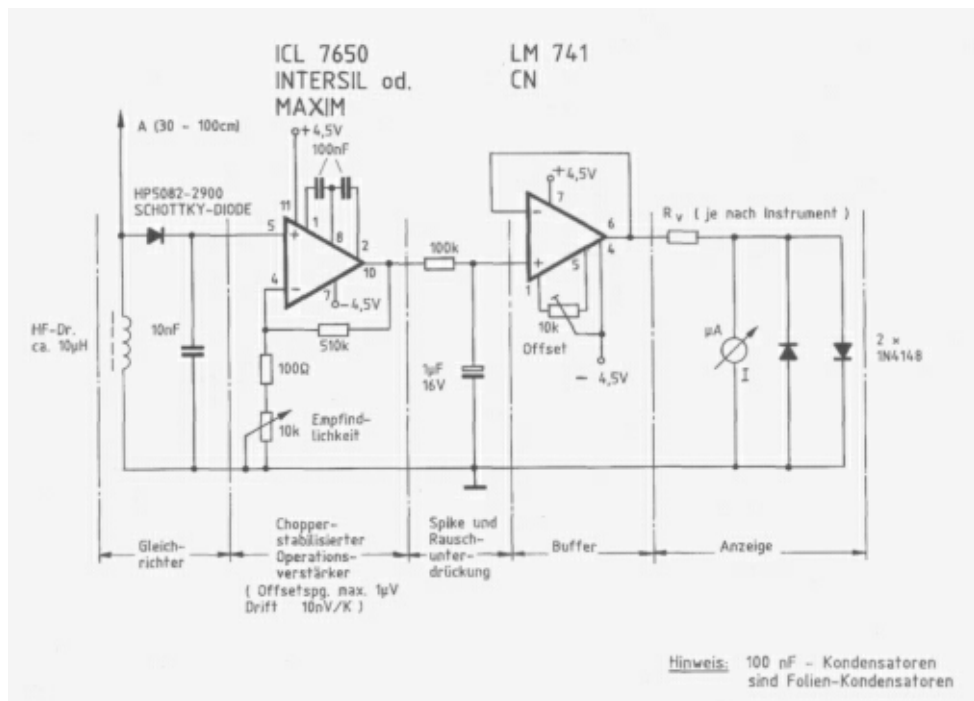 ICL 7650
INTERSIL od.
MAXIM
LM 741
CN
A (30 - 100cm)
+4,5V
100nF
HP5082-2900
SCHOTTKY-DIODE
11
1
8
2
5
+
10
4
-
7
-4,5V
510k
HF-Dr.
ca. 10µH
10nF
100Ω
10k
Empfind-
lichkeit
100k
1µF
16V
+4,5V
7
-
6
+
5
4
1
10k
Offset
- 4,5V
Rv ( je nach Instrument )
µA
I
2 ×
1N4148
Gleich-
richter
Chopper-
stabilisierter
Operations-
verstärker
( Offsetspg. max. 1µV
Drift 10nV/K )
Spike und
Rausch-
unter-
drückung
Buffer
Anzeige
Hinweis: 100 nF - Kondensatoren
sind Folien-Kondensatoren